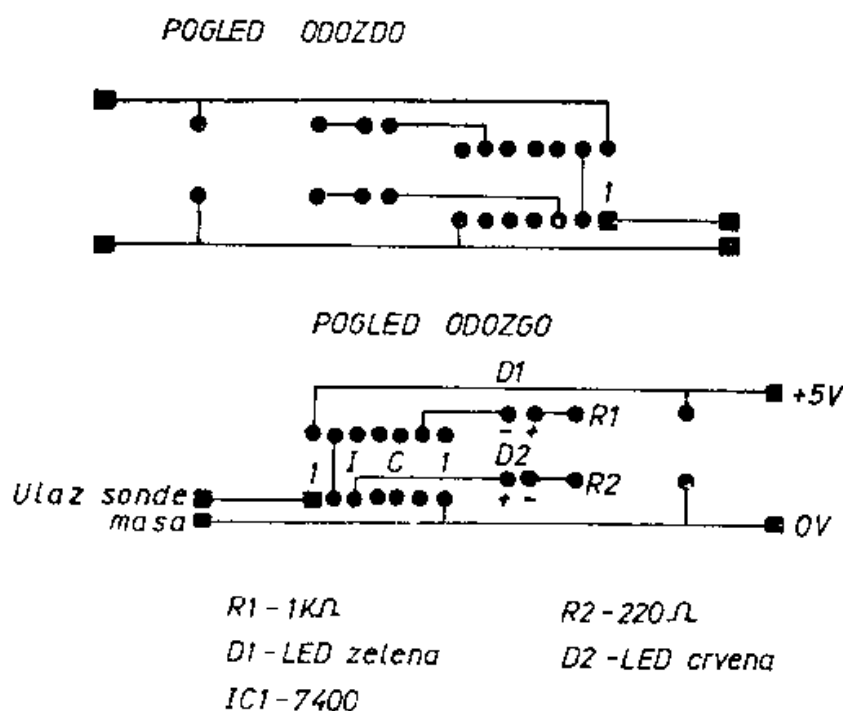 POGLED ODOZDO
1
POGLED ODOZGO
D1
+5V
- + R1
1 I C 1 D2
Ulaz sonde
+ - R2
masa
0V
R1-1KΩ
R2-220Ω
D1-LED zelena
D2-LED crvena
IC1-7400